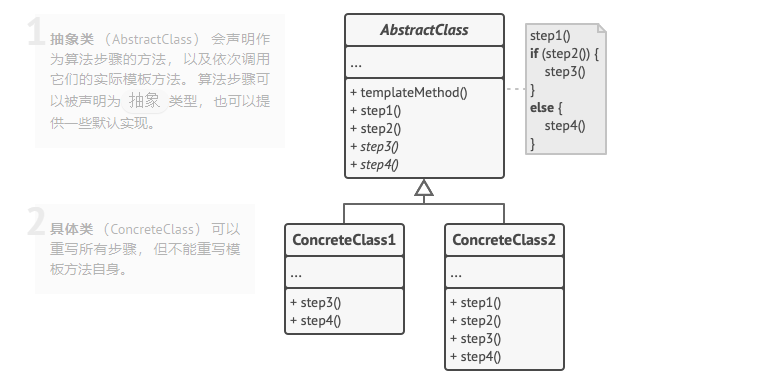 1
抽象类 （AbstractClass） 会声明作
为算法步骤的方法， 以及依次调用
它们的实际模板方法。 算法步骤可
以被声明为 抽象 类型， 也可以提
供一些默认实现。
AbstractClass
...
+ templateMethod()
+ step1()
+ step2()
+ step3()
+ step4()
step1()
if (step2()) {
step3()
}
else {
step4()
}
2
具体类 （ConcreteClass） 可以
重写所有步骤， 但不能重写模
板方法自身。
ConcreteClass1
...
+ step3()
+ step4()
ConcreteClass2
...
+ step1()
+ step2()
+ step3()
+ step4()